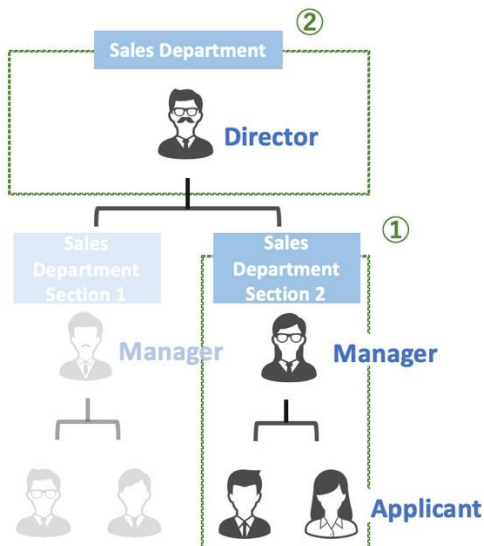 ②
Sales Department
Director
①
Sales
Department
Section 1
Sales
Department
Section 2
Manager
Manager
Applicant